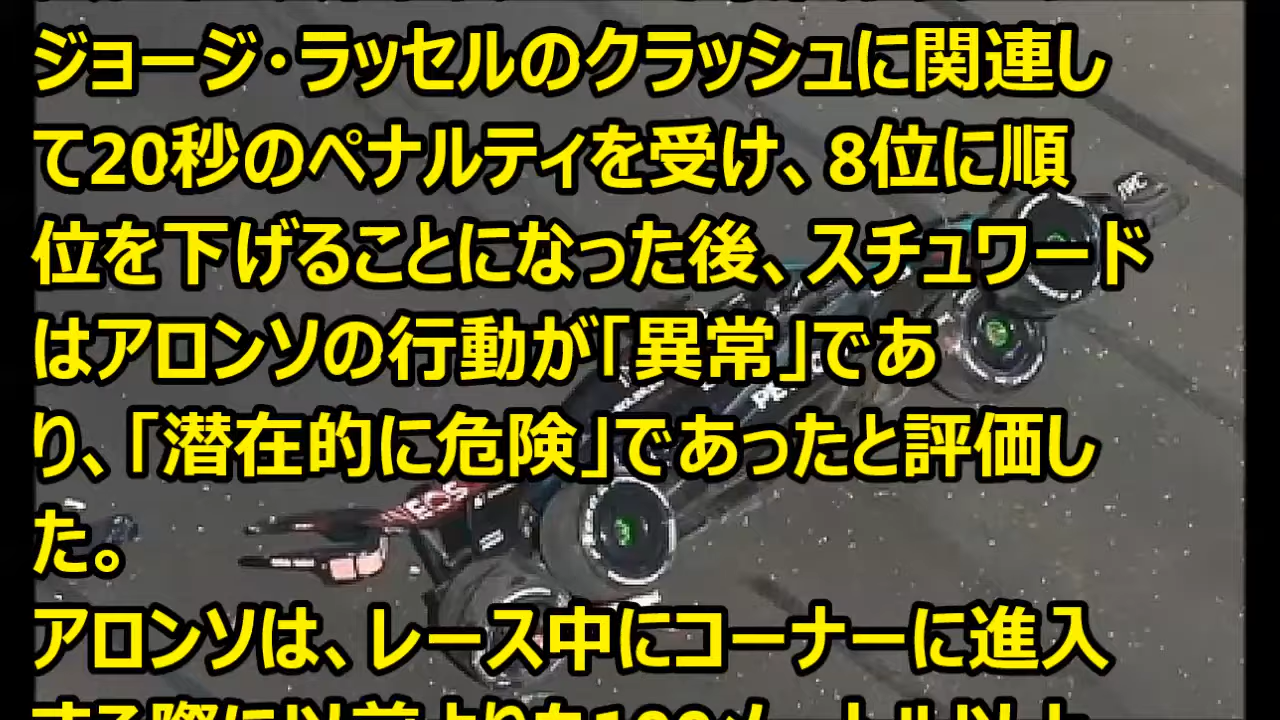 ジョージ・ラッセルのクラッシュに関連し
て20秒のペナルティを受け、8位に順
位を下げることになった後、スチュワード
はアロンソの行動が「異常」であ
り、「潜在的に危険」であったと評価し
た。
アロンソは、レース中にコーナーに進入
IWC
INEOS